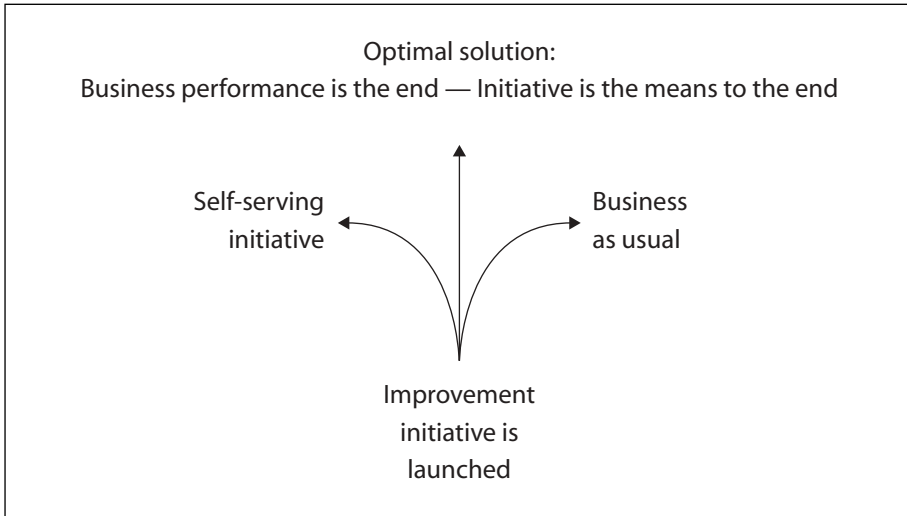 Optimal solution:
Business performance is the end — Initiative is the means to the end
Self-serving
initiative
Business
as usual
Improvement
initiative is
launched